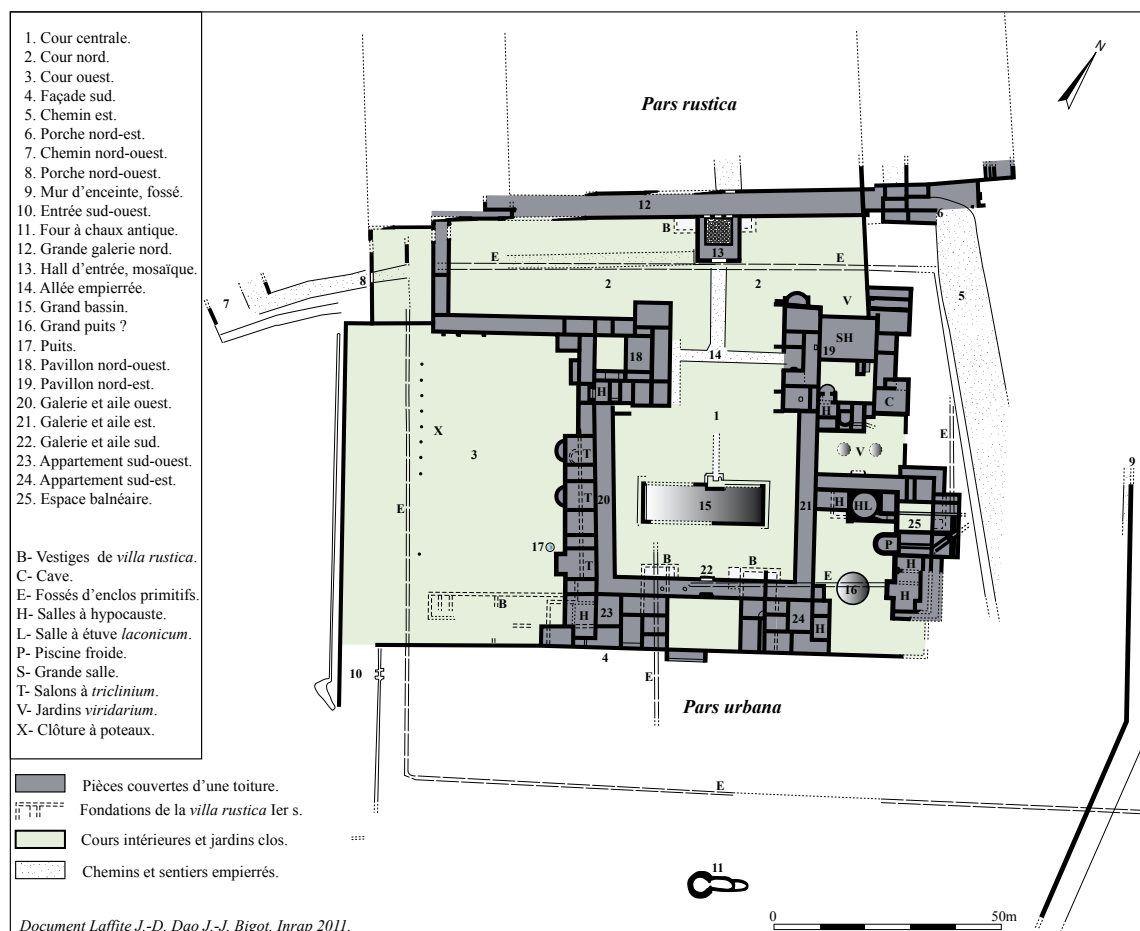 1. Cour centrale.
2. Cour nord.
3. Cour ouest.
4. Façade sud.
5. Chemin est.
6. Porche nord-est.
7. Chemin nord-ouest.
8. Porche nord-ouest.
9. Mur d'enceinte, fossé.
10. Entrée sud-ouest.
11. Four à chaux antique.
12. Grande galerie nord.
13. Hall d'entrée, mosaïque.
14. Allée empierrée.
15. Grand bassin.
16. Grand puits ?
17. Puits.
18. Pavillon nord-ouest.
19. Pavillon nord-est.
20. Galerie et aile ouest.
21. Galerie et aile est.
22. Galerie et aile sud.
23. Appartement sud-ouest.
24. Appartement sud-est.
25. Espace balnéaire.
B- Vestiges de villa rustica.
C- Cave.
E- Fossés d'enclos primitifs.
H- Salles à hypocauste.
L- Salle à étuve laconicum.
P- Piscine froide.
S- Grande salle.
T- Salons à triclinium.
V- Jardins viridarium.
X- Clôture à poteaux.
Pièces couvertes d'une toiture.
Fondations de la villa rustica Ier s.
Cours intérieures et jardins clos.
Chemins et sentiers empierrés.
Document Laffite J.-D. Dao J.-J. Bigot. Inrap 2011.
N
Pars rustica
12
6
B
13
E
E
2
2
8
7
5
V
SH
19
18
14
H
C
H
1
X
3
E
V
9
T
T
20
21
15
H
HL
25
P
17
T
B
22
B
E
16
H
H
B
H
23
24
H
4
10
E
Pars urbana
E
11
0
50m